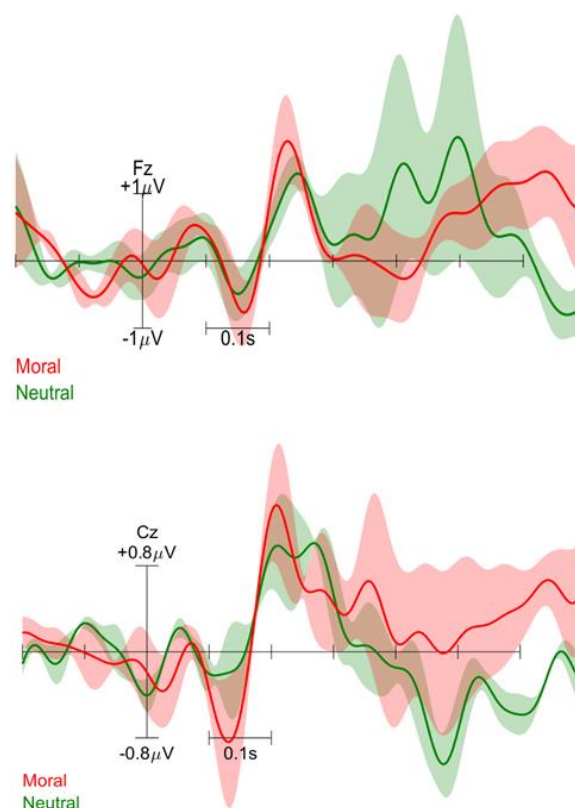 Fz
+1μV
-1μV
0.1s
Moral
Neutral
Cz
+0.8μV
-0.8μV
0.1s
Moral
Neutral